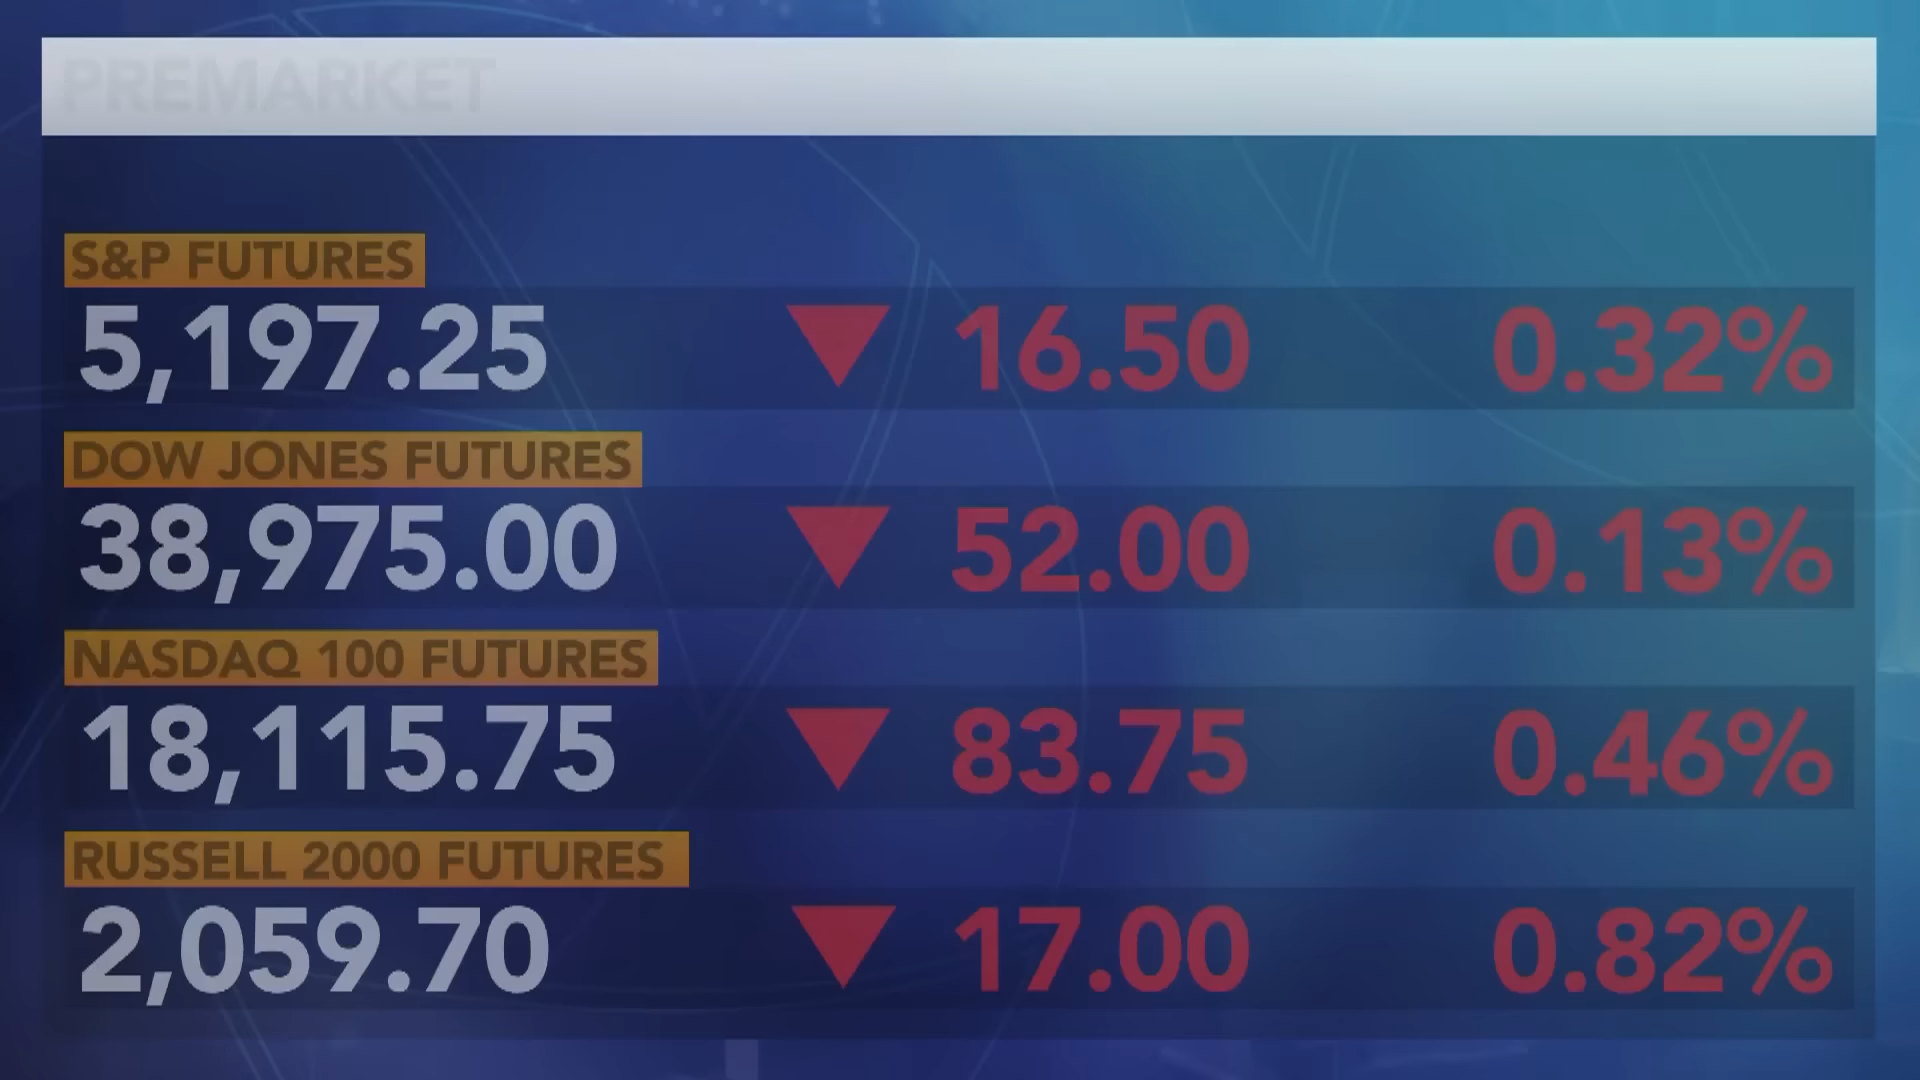 PREMARKET
S&P FUTURES
5,197.25 ▼ 16.50 0.32%
DOW JONES FUTURES
38,975.00 ▼ 52.00 0.13%
NASDAQ 100 FUTURES
18,115.75 ▼ 83.75 0.46%
RUSSELL 2000 FUTURES
2,059.70 ▼ 17.00 0.82%